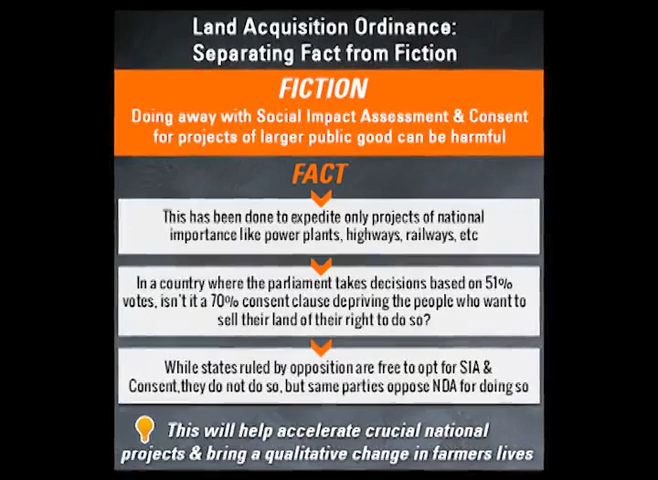 Land Acquisition Ordinance:
Separating Fact from Fiction
FICTION
Doing away with Social Impact Assessment & Consent
for projects of larger public good can be harmful
FACT
This has been done to expedite only projects of national
importance like power plants, highways, railways, etc
In a country where the parliament takes decisions based on 51%
votes, isn't it a 70% consent clause depriving the people who want to
sell their land of their right to do so?
While states ruled by opposition are free to opt for SIA &
Consent,they do not do so, but same parties oppose NDA for doing so
This will help accelerate crucial national
projects & bring a qualitative change in farmers lives